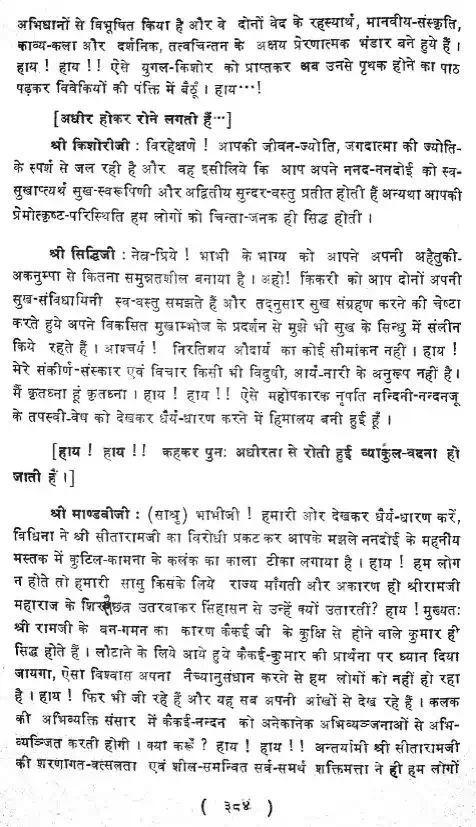 अभिधानों से विभूषित किया है और वे दोनों वेद के रहस्यार्थ, मानवीय-संस्कृति,
काव्य-कला और दर्शनिक, तत्वचिन्तन के अक्षय प्रेरणात्मक भंडार बने हुये हैं ।
हाय ! हाय !! ऐसे युगल-किशोर को प्राप्तकर अब उनसे पृथक होने का पाठ
पढ़कर विवेकियों की पंक्ति में बैठूँ । हाय···!
[अधीर होकर रोने लगती हैं···]
श्री किशोरीजी : विरहेक्षणे ! आपकी जीवन-ज्योति, जगदात्मा की ज्योति-
के स्पर्श से जल रही है और वह इसीलिये कि आप अपने ननद-ननदोई को स्व-
सुखाप्त्यर्थ सुख-स्वरूपिणी और अद्वितीय सुन्दर-वस्तु प्रतीत होती हैं अन्यथा आपकी
प्रेमोत्कृष्ट-परिस्थिति हम लोगों को चिन्ता-जनक ही सिद्ध होती ।
श्री सिद्धिजी : नेत्र-प्रिये ! भाभी के भाग्य को आपने अपनी अहैतुकी-
अकनुम्पा से कितना समुन्नतशील बनाया है । अहो! किंकरी को आप दोनों अपनी
सुख-संविधायिनी स्व-वस्तु समझते हैं और तद्नुसार सुख संग्रहण करने की चेष्टा
करते हुये अपने विकसित मुखाम्भोज के प्रदर्शन से मुझे भी सुख के सिन्धु में संलीन
किये रहते हैं । आश्चर्य ! निरतिशय औदार्य का कोई सीमांकन नहीं । हाय !
मेरे संकीर्ण-संस्कार एवं विचार किसी भी विदुषी, आर्य-नारी के अनुरूप नहीं है ।
मैं कृतघ्ना हूं कृतघ्ना । हाय ! हाय !! ऐसे महोपकारक नृपति नन्दिनी-नन्दनजू
के तपस्वी-वेष को देखकर धैर्य-धारण करने में हिमालय बनी हुई हूँ ।
[हाय ! हाय !! कहकर पुनः अधीरता से रोती हुई व्याकुल-वदना हो
जाती हैं ।]
श्री माण्डवीजी : (साश्रु) भाभीजी ! हमारी ओर देखकर धैर्य-धारण करें,
विधिना ने श्री सीतारामजी का विरोधी प्रकट कर आपके मझले ननदोई के महनीय
मस्तक में कुटिल-कामना के कलंक का काला टीका लगाया है । हाय ! हम लोग
न होते तो हमारी सासु किसके लिये राज्य माँगती और अकारण ही श्रीरामजी
महाराज के उतरवाकर सिंहासन से उन्हें क्यों उतारती? हाय ! मुख्यतः
श्री रामजी के बन-गमन का कारण कैकई जी के कुक्षि से होने वाले कुमार ही
सिद्ध होते हैं । लौटाने के लिये आये हुये कैकई-कुमार की प्रार्थना पर ध्यान दिया
जायगा, ऐसा विश्वास अपना नैच्यानुसंधान करने से हम लोगों को नहीं हो रहा
है । हाय ! फिर भी जी रहे हैं और यह सब अपनी आंखों से देख रहे हैं । कलक
की अभिव्यक्ति संसार में कैकई-नन्दन को अनेकानेक अभिव्यञ्जनाओं से अभि-
व्यञ्जित करती होगी । क्या करूँ ? हाय ! हाय !! अन्तर्यामी श्री सीतारामजी
की शरणागत-वत्सलता एवं शील-समन्वित सर्व-समर्थ शक्तिमत्ता ने ही हम लोगों
( ३८४ )